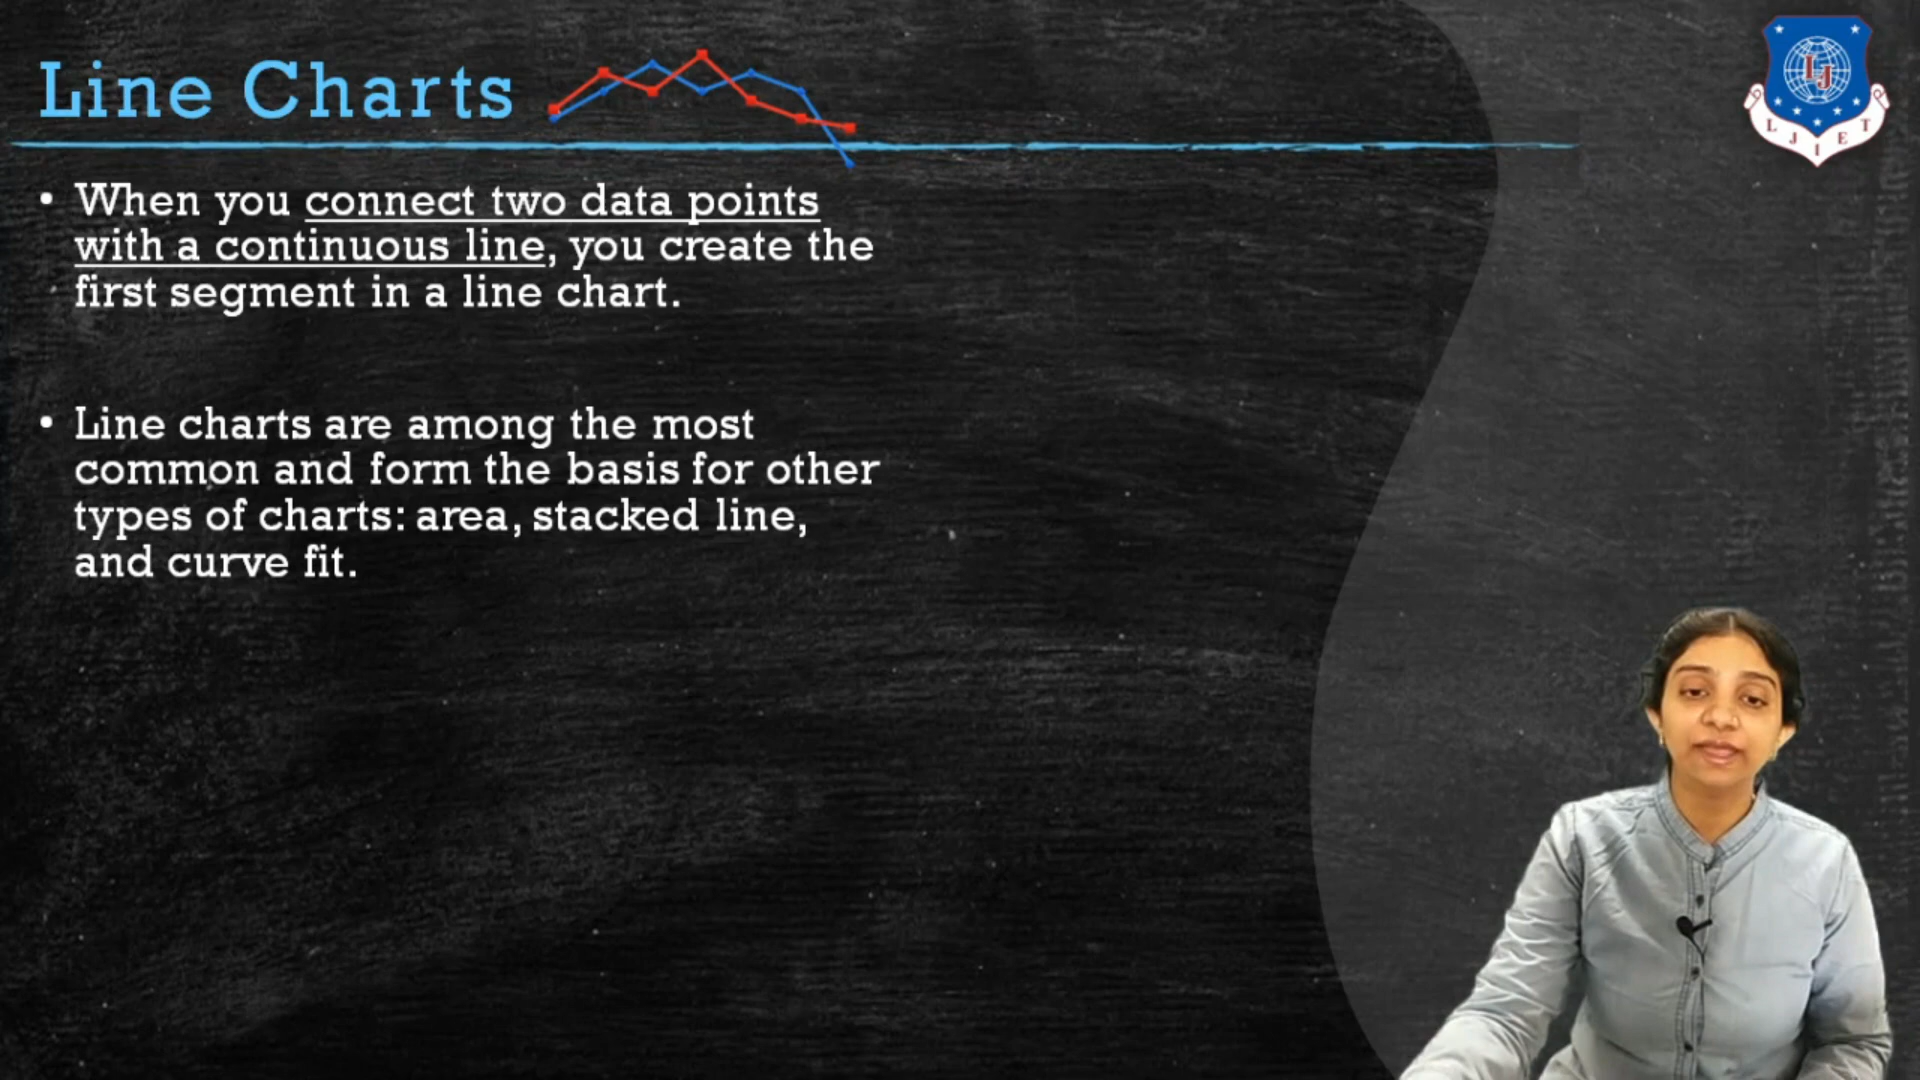 Line Charts
LJ
L J I E T
• When you connect two data points
with a continuous line, you create the
first segment in a line chart.
• Line charts are among the most
common and form the basis for other
types of charts: area, stacked line,
and curve fit.